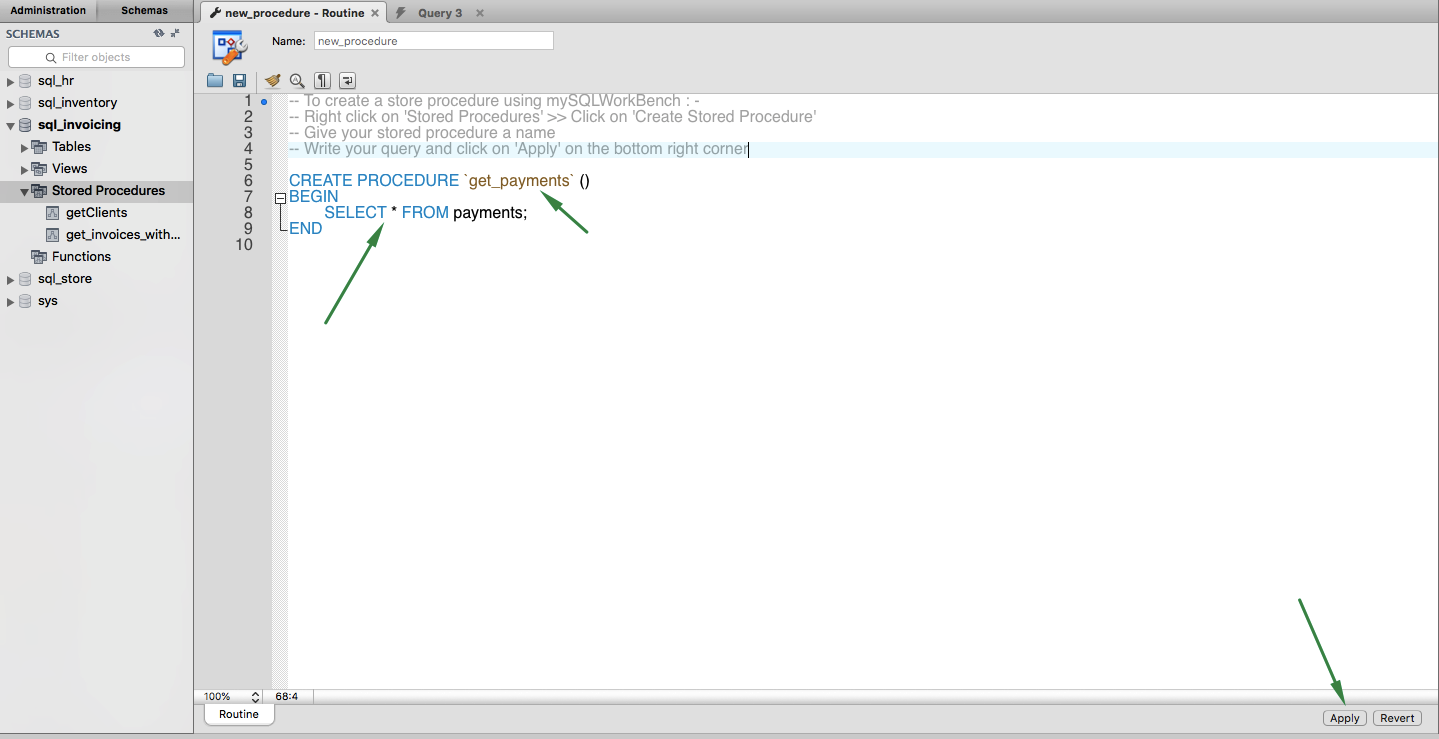 Administration Schemas
new_procedure - Routine Query 3
SCHEMAS
Name: new_procedure
Filter objects
sql_hr
sql_inventory
sql_invoicing
Tables
Views
Stored Procedures
getClients
get_invoices_with...
Functions
sql_store
sys
1 -- To create a store procedure using mySQLWorkBench : -
2 -- Right click on 'Stored Procedures' >> Click on 'Create Stored Procedure'
3 -- Give your stored procedure a name
4 -- Write your query and click on 'Apply' on the bottom right corner
5
6 CREATE PROCEDURE `get_payments` ()
7 BEGIN
8 SELECT * FROM payments;
9 END
10
100% 68:4
Routine
Apply Revert